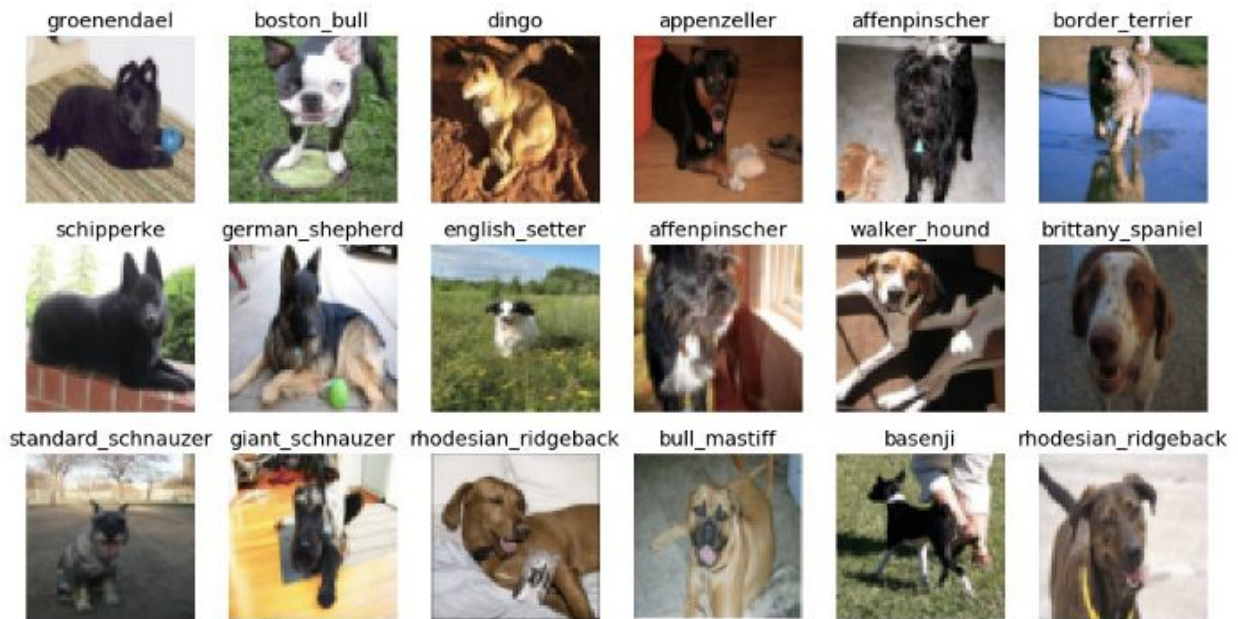 groenendael boston_bull dingo appenzeller affenpinscher border_terrier
schipperke german_shepherd english_setter affenpinscher walker_hound brittany_spaniel
standard_schnauzer giant_schnauzer rhodesian_ridgeback bull_mastiff basenji rhodesian_ridgeback